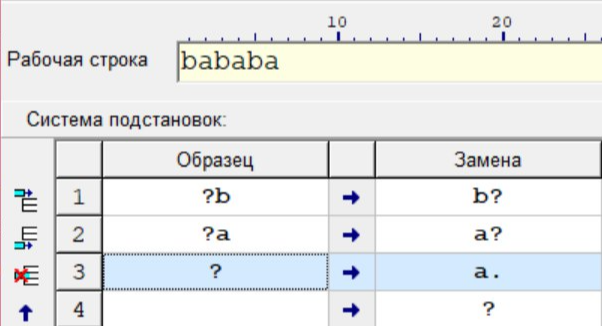 10 20
Рабочая строка bababa
Система подстановок:
Образец Замена
1 ?b → b?
2 ?a → a?
3 ? → a.
4 → ?